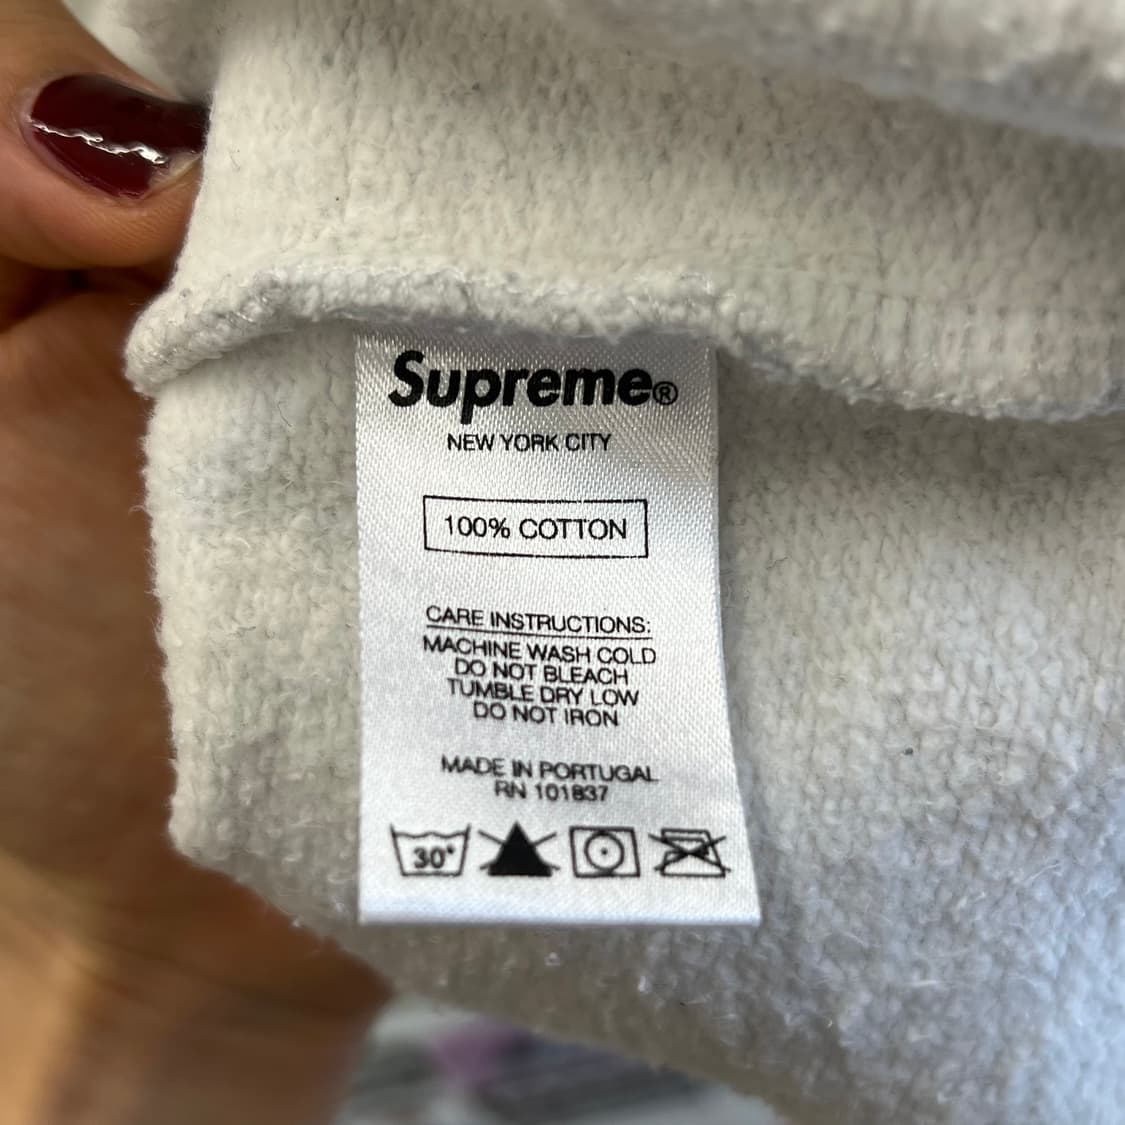 Supreme®
NEW YORK CITY
100% COTTON
CARE INSTRUCTIONS:
MACHINE WASH COLD
DO NOT BLEACH
TUMBLE DRY LOW
DO NOT IRON
MADE IN PORTUGAL
RN 101837
30°